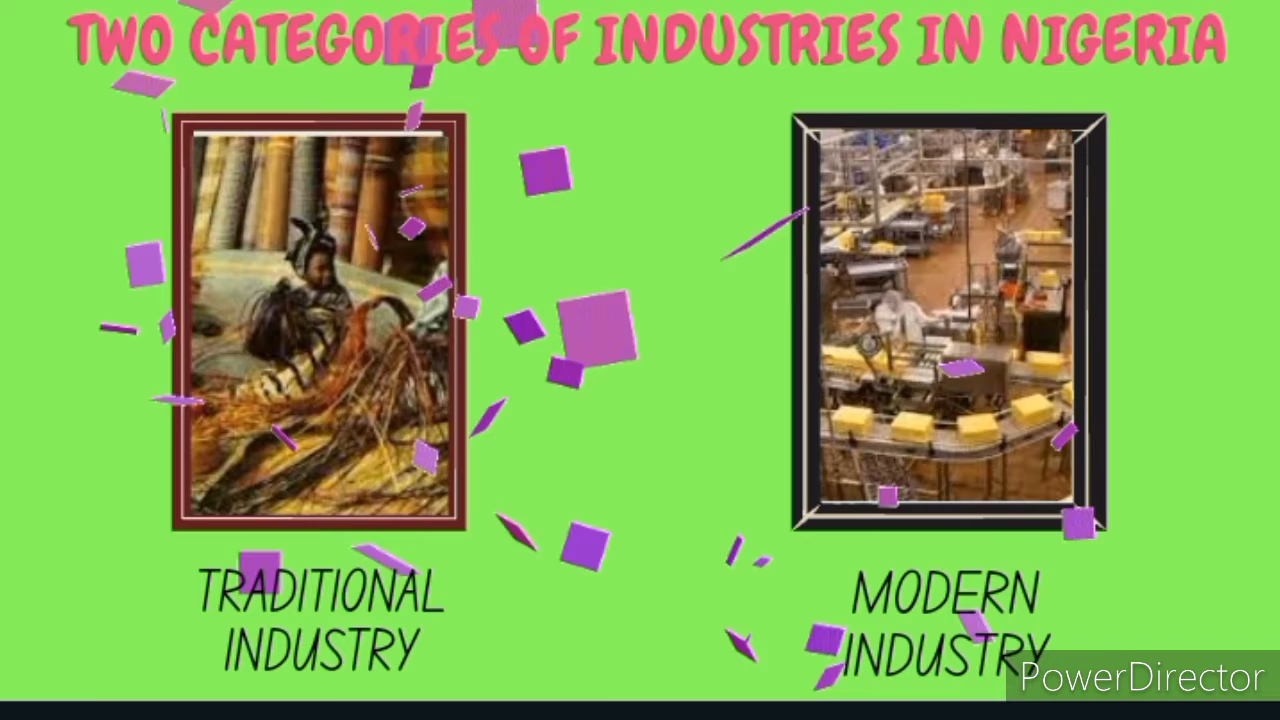 TWO CATEGORIES OF INDUSTRIES IN NIGERIA
TRADITIONAL
INDUSTRY
MODERN
INDUSTRY
PowerDirector